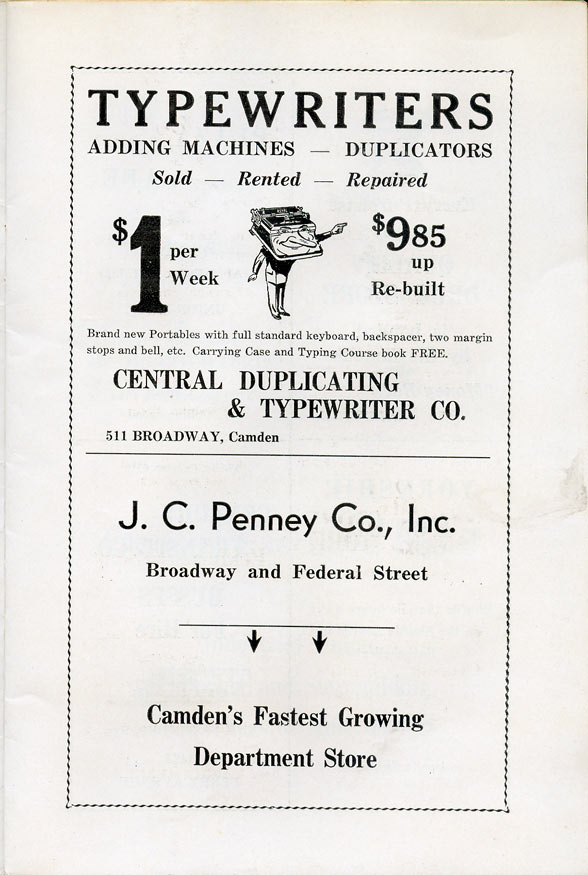 TYPEWRITERS
ADDING MACHINES — DUPLICATORS
Sold — Rented — Repaired
$1 per Week
$985 up Re-built
Brand new Portables with full standard keyboard, backspacer, two margin
stops and bell, etc. Carrying Case and Typing Course book FREE.
CENTRAL DUPLICATING
& TYPEWRITER CO.
511 BROADWAY, Camden
J. C. Penney Co., Inc.
Broadway and Federal Street
Camden's Fastest Growing
Department Store